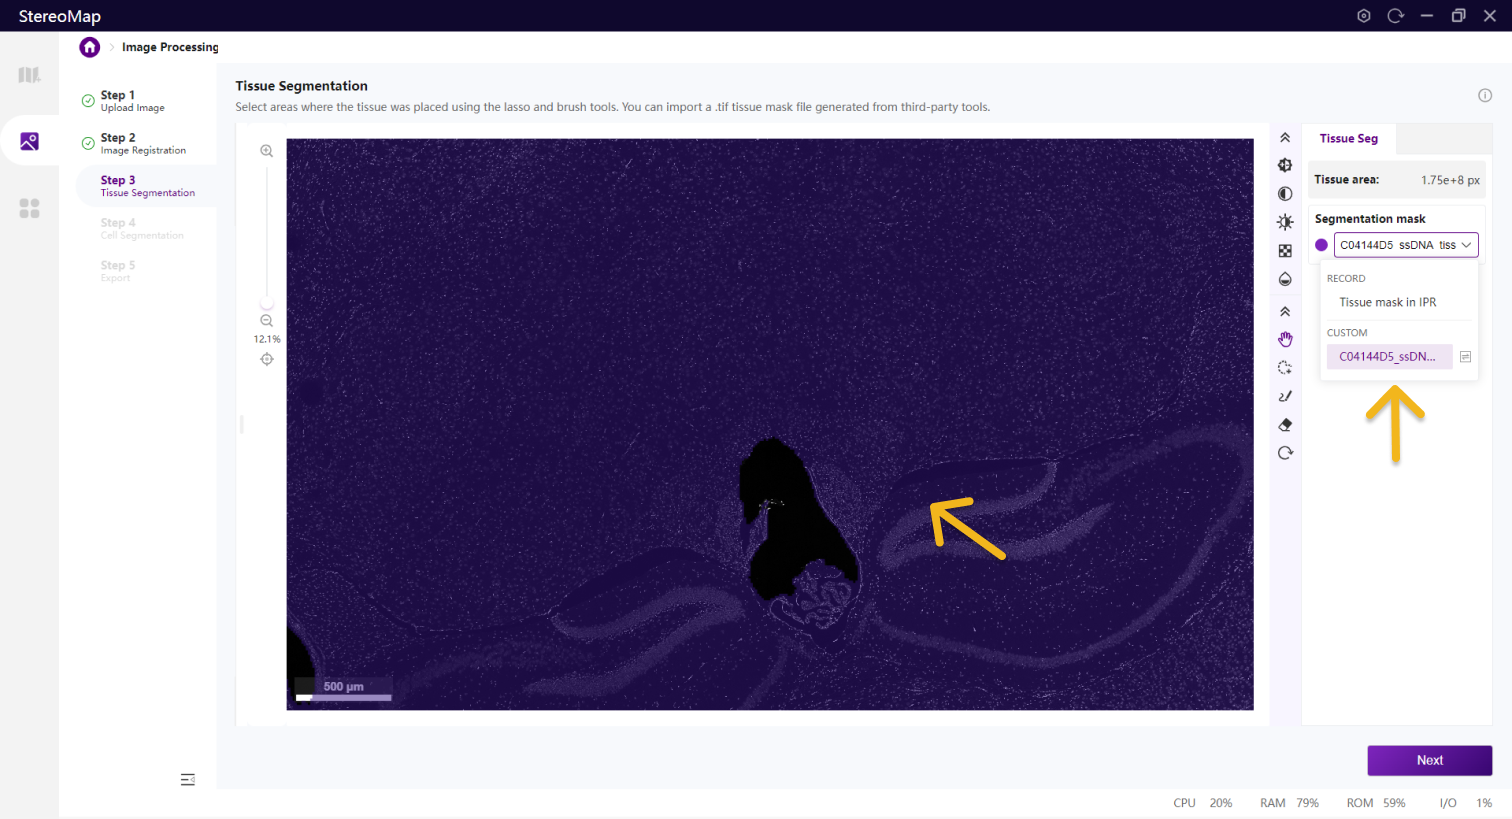 StereoMap
Image Processing
Step 1
Upload Image
Step 2
Image Registration
Step 3
Tissue Segmentation
Step 4
Cell Segmentation
Step 5
Export
Tissue Segmentation
Select areas where the tissue was placed using the lasso and brush tools. You can import a .tif tissue mask file generated from third-party tools.
12.1%
500 μm
Tissue Seg
Tissue area: 1.75e+8 px
Segmentation mask
C04144D5_ssDNA_tiss
RECORD
Tissue mask in IPR
CUSTOM
C04144D5_ssDN...
Next
CPU 20% RAM 79% ROM 59% I/O 1%